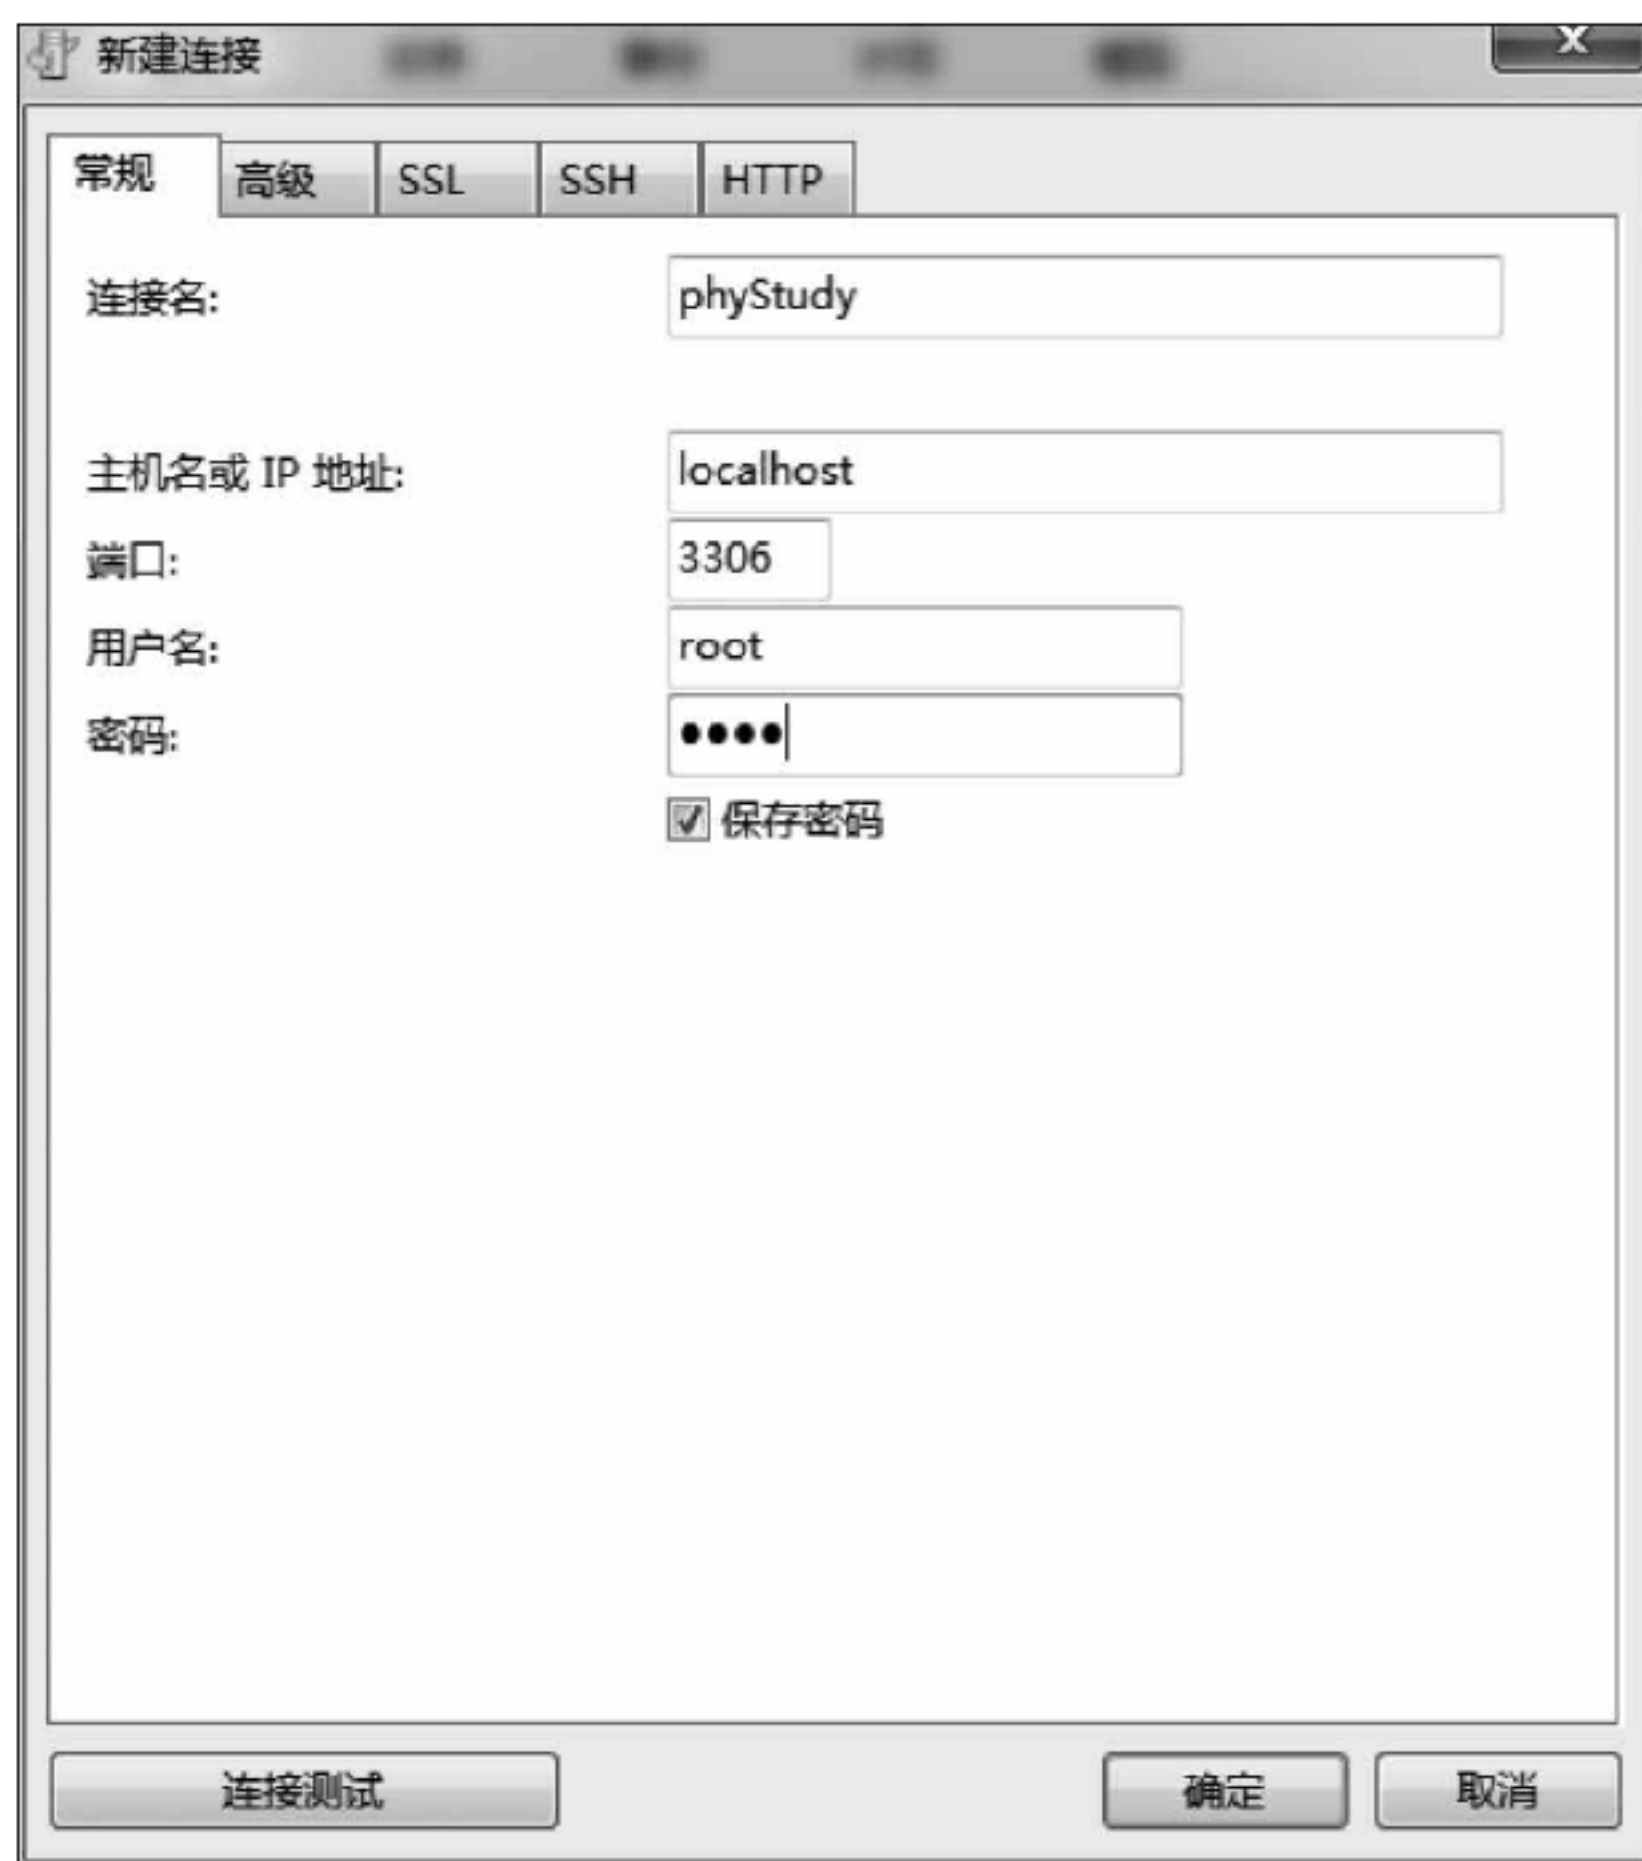 新建连接
X
常规 高级 SSL SSH HTTP
连接名: phyStudy
主机名或 IP 地址: localhost
端口: 3306
用户名: root
密码: ●●●●
保存密码
连接测试 确定 取消